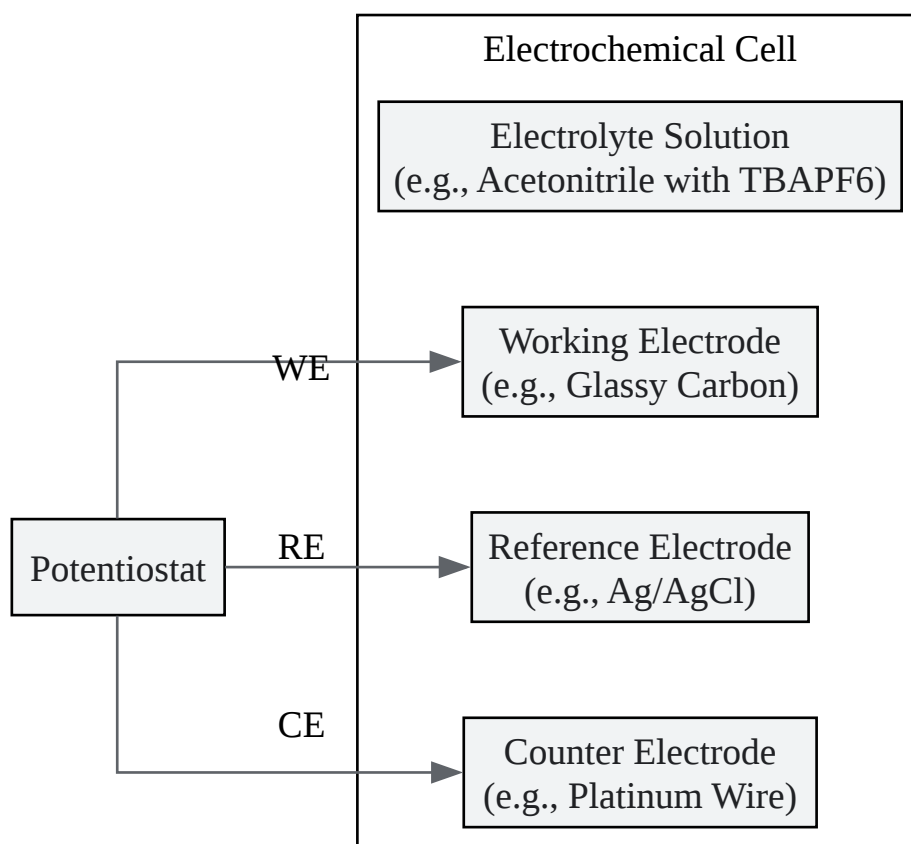 Electrochemical Cell
Electrolyte Solution
(e.g., Acetonitrile with TBAPF6)
WE
Working Electrode
(e.g., Glassy Carbon)
Potentiostat
RE
Reference Electrode
(e.g., Ag/AgCl)
CE
Counter Electrode
(e.g., Platinum Wire)